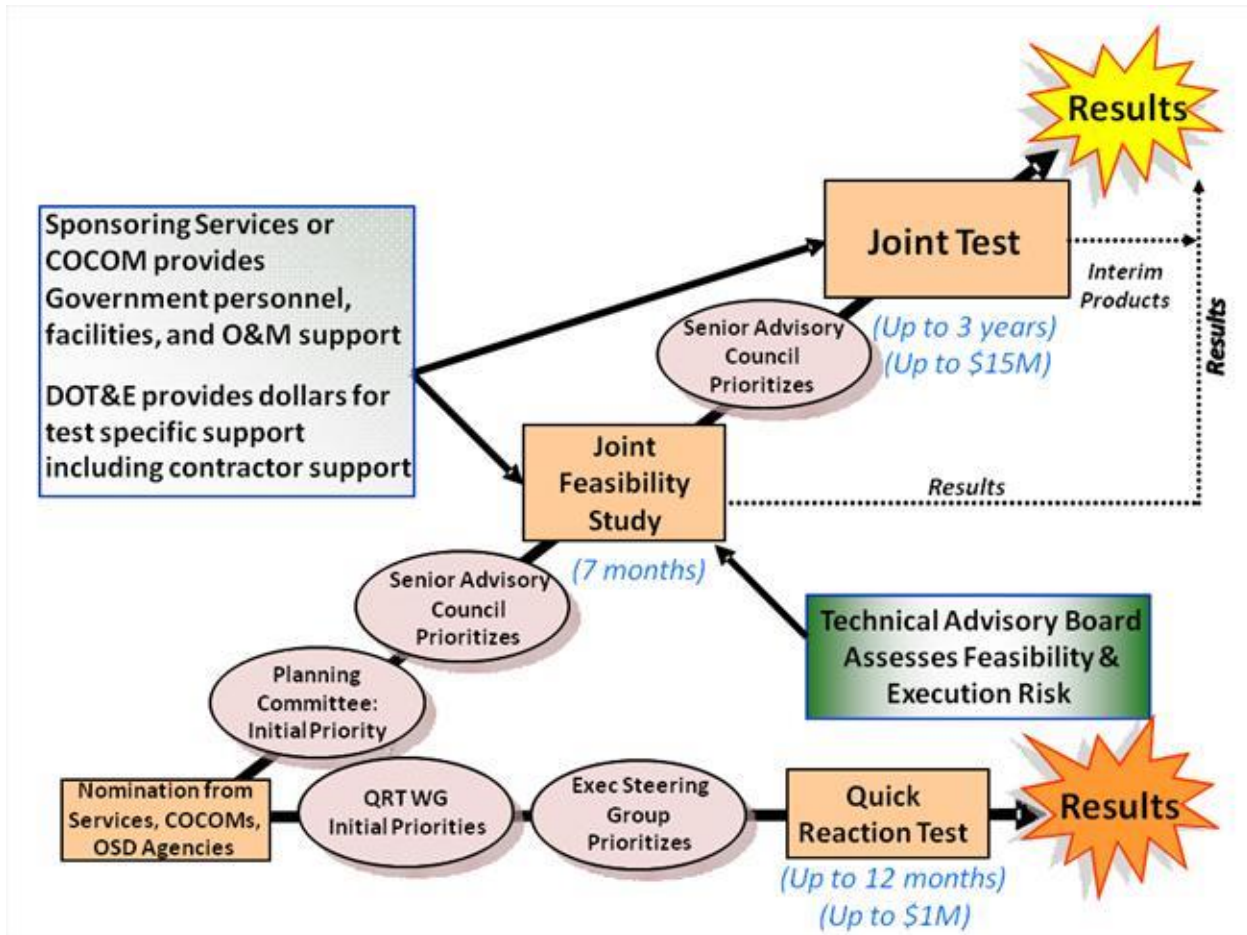 Results
Sponsoring Services or
COCOM provides
Government personnel,
facilities, and O&M support
DOT&E provides dollars for
test specific support
including contractor support
Joint Test
Interim
Products
Results
(Up to 3 years)
(Up to $15M)
Senior Advisory
Council
Prioritizes
Joint
Feasibility
Study
Results
(7 months)
Senior Advisory
Council
Prioritizes
Technical Advisory Board
Assesses Feasibility &
Execution Risk
Planning
Committee:
Initial Priority
Nomination from
Services, COCOMs,
OSD Agencies
QRT WG
Initial Priorities
Exec Steering
Group
Prioritizes
Quick
Reaction Test
Results
(Up to 12 months)
(Up to $1M)